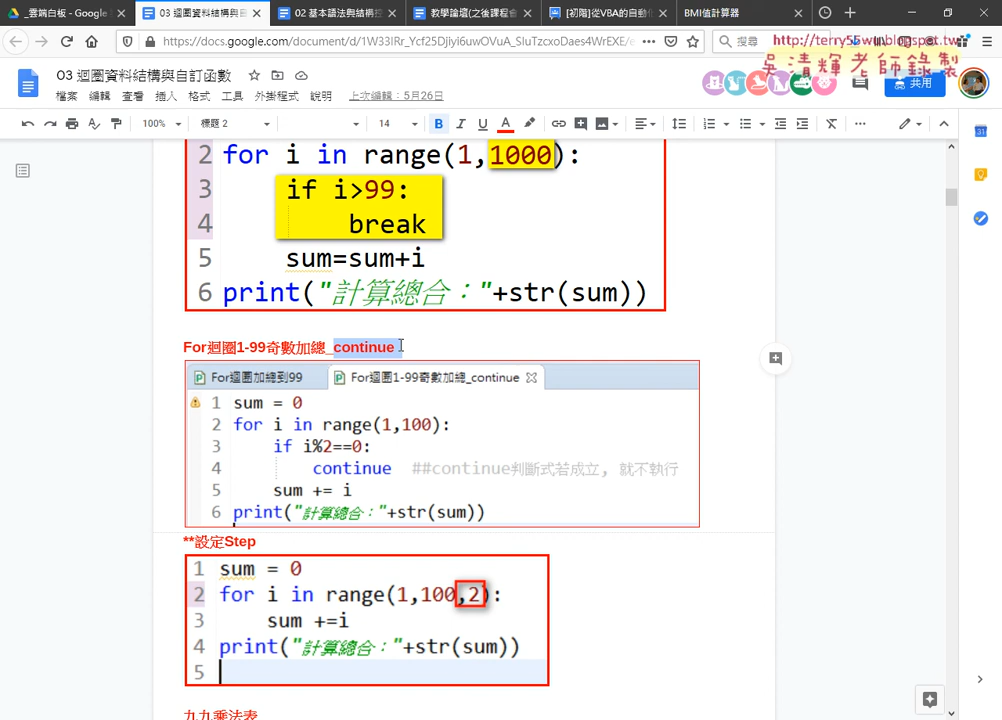 _雲端白板 - Google
03 迴圈資料結構與自
02 基本語法與結構控
教學論壇(之後課程會
[初階]從VBA的自動化
BMI值計算器
https://docs.google.com/document/d/1W33IRr_Ycf25Djiyi6uwOVuA_SIuTzcxoDaes4WrEXE/e
搜尋
http://terry55wu.blogspot.tw
吳清輝老師錄製
03 迴圈資料結構與自訂函數
檔案 編輯 查看 插入 格式 工具 外掛程式 說明 上次編輯：5月26日
共用
100% 標題 2 14 B I U A
2 for i in range(1,1000):
3 if i>99:
4 break
5 sum=sum+i
6 print("計算總合："+str(sum))
For迴圈1-99奇數加總_continue
For迴圈加總到99 For迴圈1-99奇數加總_continue
1 sum = 0
2 for i in range(1,100):
3 if i%2==0:
4 continue ##continue判斷式若成立, 就不執行
5 sum += i
6 print("計算總合："+str(sum))
**設定Step
1 sum = 0
2 for i in range(1,100,2):
3 sum +=i
4 print("計算總合："+str(sum))
5
九九乘法表